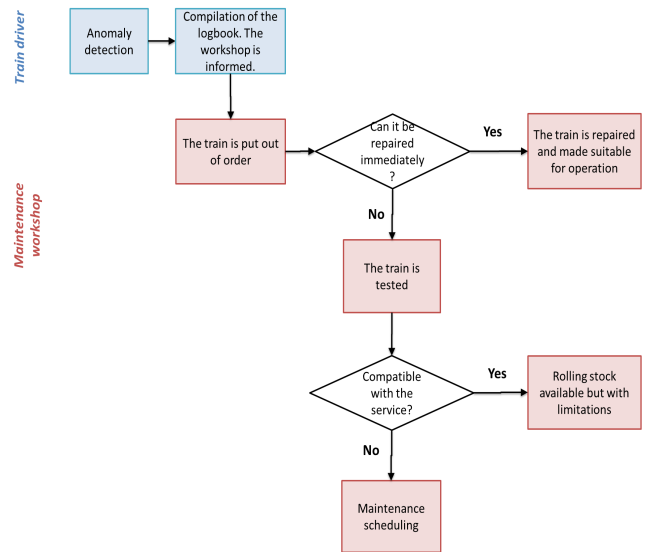 Train driver
Anomaly
detection
Compilation of the
logbook. The
workshop is
informed.
Maintenance
workshop
The train is put out
of order
Can it be
repaired
immediately
?
Yes
The train is repaired
and made suitable
for operation
No
The train is
tested
Compatible
with the
service?
Yes
Rolling stock
available but with
limitations
No
Maintenance
scheduling